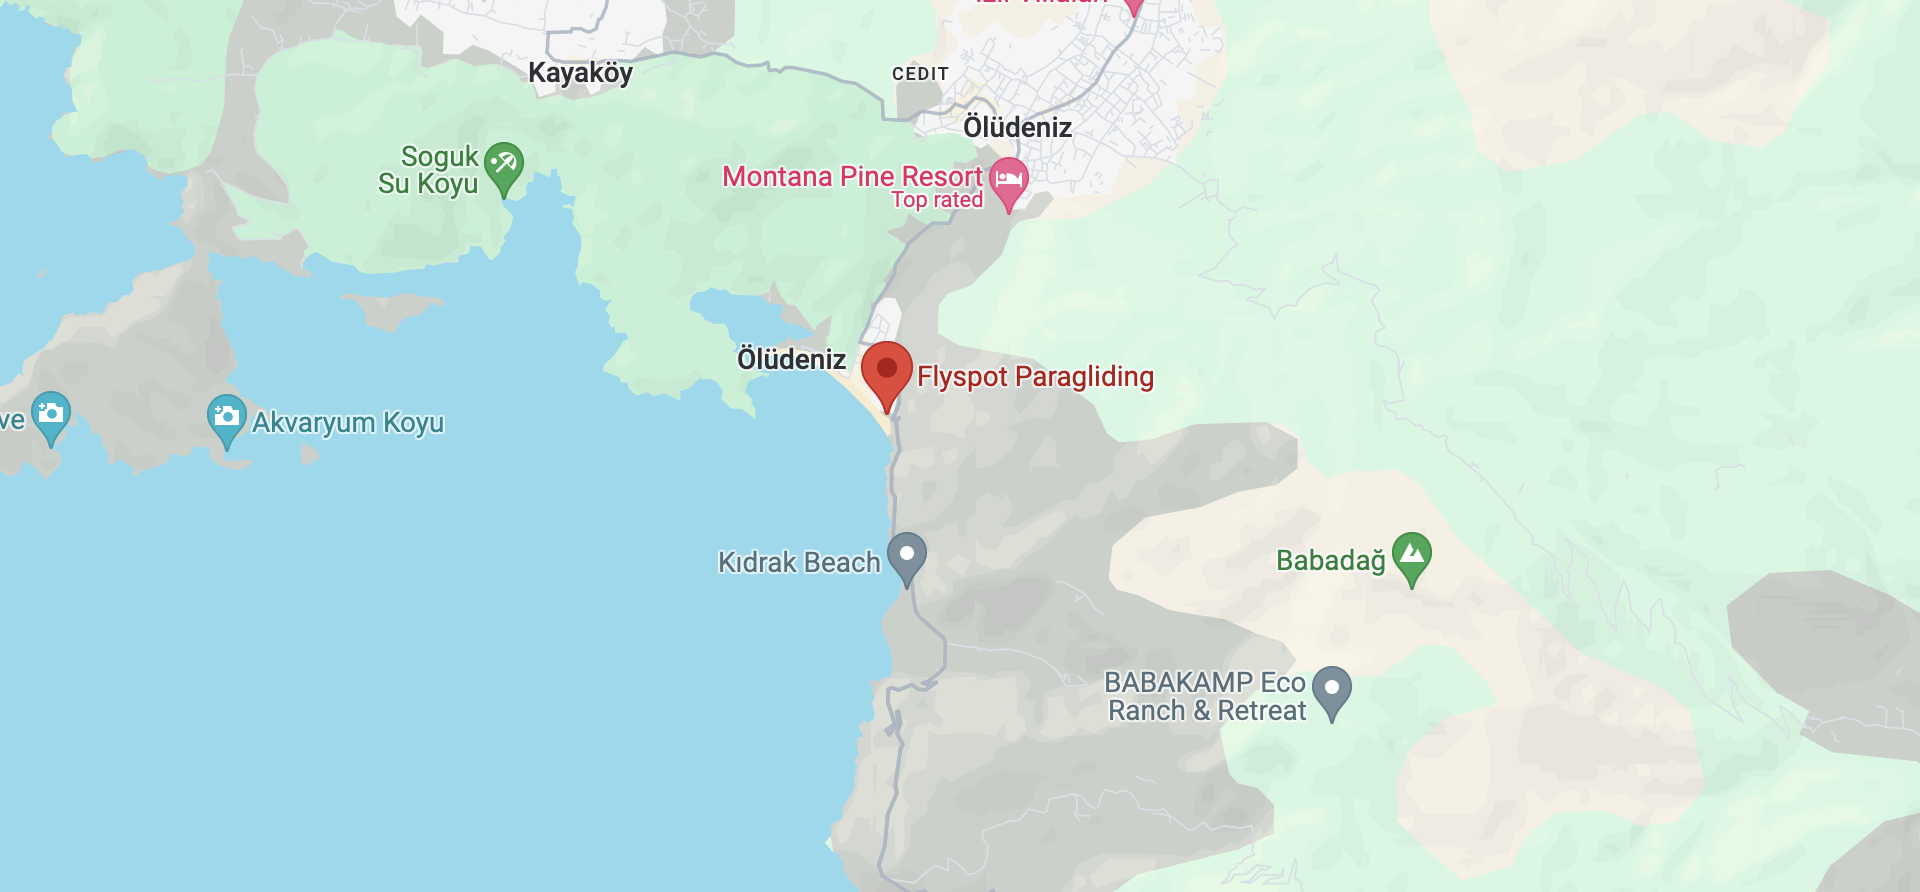 Kayaköy
CEDIT
Ölüdeniz
Soguk
Su Koyu
Montana Pine Resort
Top rated
Ölüdeniz
Flyspot Paragliding
ve
Akvaryum Koyu
Kıdrak Beach
Babadağ
BABAKAMP Eco
Ranch & Retreat